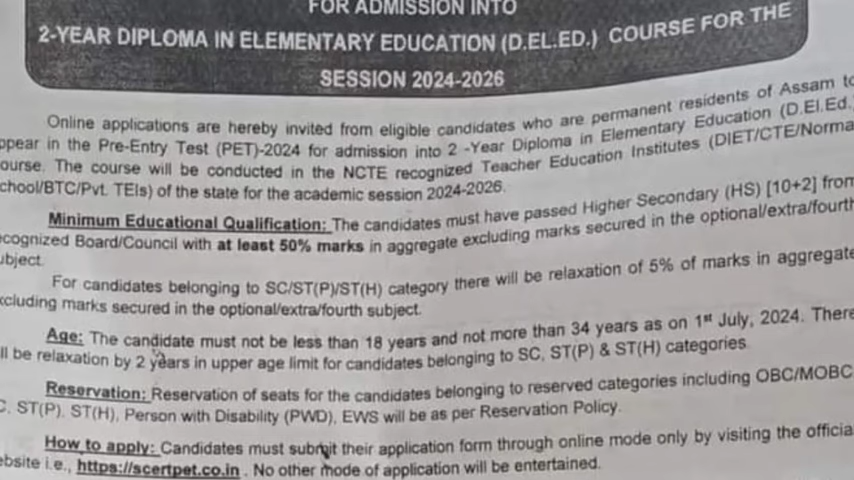 FOR ADMISSION INTO
2-YEAR DIPLOMA IN ELEMENTARY EDUCATION (D.EL.ED.) COURSE FOR THE
SESSION 2024-2026
Online applications are hereby invited from eligible candidates who are permanent residents of Assam to
ppear in the Pre-Entry Test (PET)-2024 for admission into 2 -Year Diploma in Elementary Education (D.El.Ed.)
ourse. The course will be conducted in the NCTE recognized Teacher Education Institutes (DIET/CTE/Norma
chool/BTC/Pvt. TEIs) of the state for the academic session 2024-2026.
Minimum Educational Qualification: The candidates must have passed Higher Secondary (HS) [10+2] from
ecognized Board/Council with at least 50% marks in aggregate excluding marks secured in the optional/extra/fourth
ubject.
For candidates belonging to SC/ST(P)/ST(H) category there will be relaxation of 5% of marks in aggregate
xcluding marks secured in the optional/extra/fourth subject.
Age: The candidate must not be less than 18 years and not more than 34 years as on 1st July, 2024. There
ll be relaxation by 2 years in upper age limit for candidates belonging to SC, ST(P) & ST(H) categories.
Reservation: Reservation of seats for the candidates belonging to reserved categories including OBC/MOBC
C, ST(P), ST(H), Person with Disability (PWD), EWS will be as per Reservation Policy.
How to apply: Candidates must submit their application form through online mode only by visiting the officia
ebsite i.e., https://scertpet.co.in . No other mode of application will be entertained.